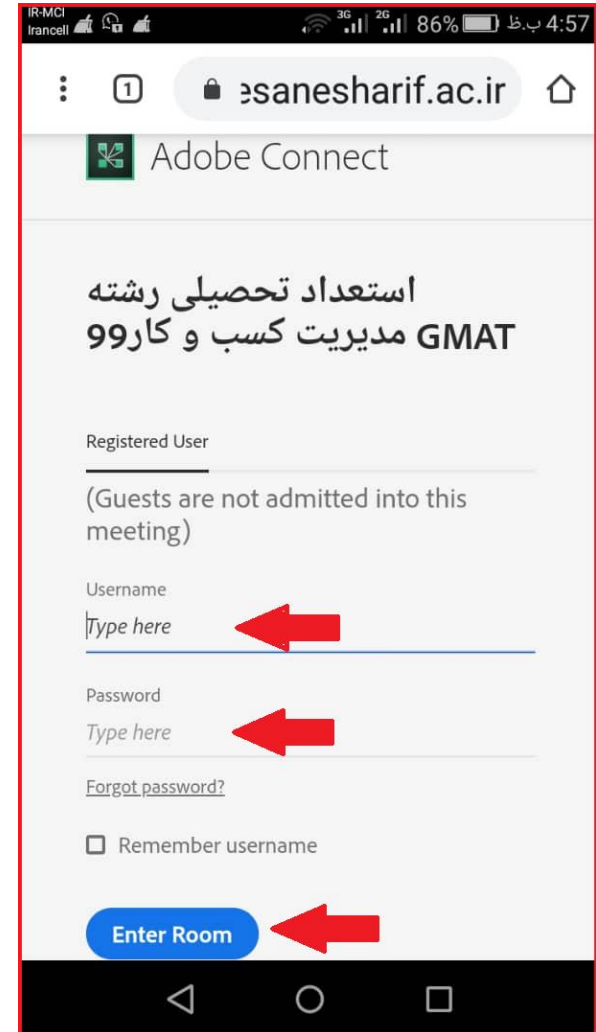 IR-MCI
Irancell
3G 2G 86% 4:57 ب.ظ
1
esanesharif.ac.ir
Adobe Connect
استعداد تحصیلی رشته
GMAT مدیریت کسب و کار99
Registered User
(Guests are not admitted into this
meeting)
Username
Type here
Password
Type here
Forgot password?
Remember username
Enter Room